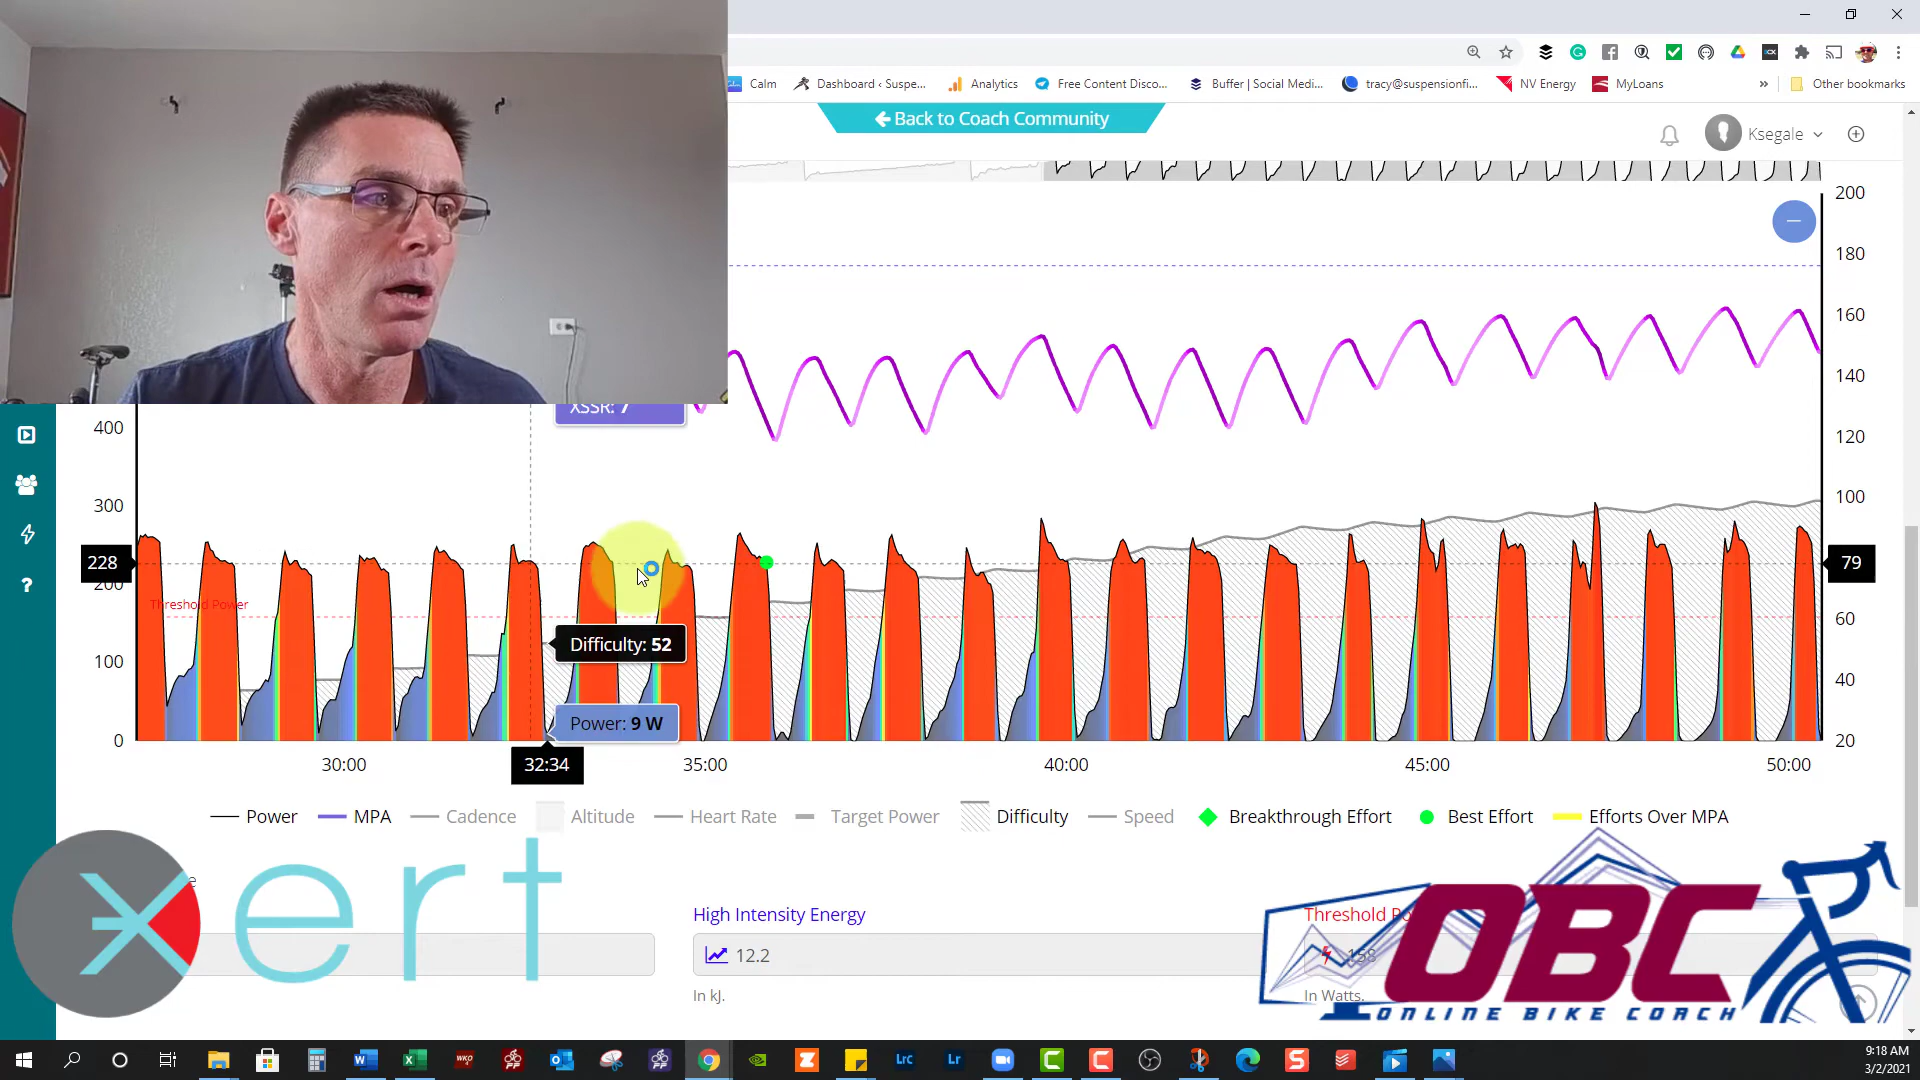 Calm
Dashboard ‹ Suspe...
Analytics
Free Content Disco...
Buffer | Social Medi...
tracy@suspensionfi...
NV Energy
MyLoans
»
Other bookmarks
Back to Coach Community
Ksegale
200
180
160
140
120
100
79
60
40
20
XSSR: 7
400
300
228
200
100
0
Threshold Power
Difficulty: 52
Power: 9 W
30:00
32:34
35:00
40:00
45:00
50:00
Power
MPA
Cadence
Altitude
Heart Rate
Target Power
Difficulty
Speed
Breakthrough Effort
Best Effort
Efforts Over MPA
xert
High Intensity Energy
12.2
In kJ.
158
In Watts.
OBC
ONLINE BIKE COACH
9:18 AM
3/2/2021